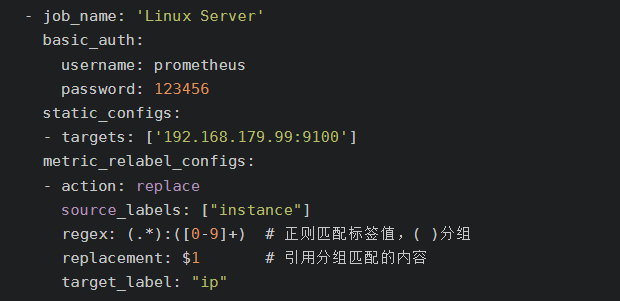 - job_name: 'Linux Server'
basic_auth:
username: prometheus
password: 123456
static_configs:
- targets: ['192.168.179.99:9100']
metric_relabel_configs:
- action: replace
source_labels: ["instance"]
regex: (.*):([0-9]+)  # 正则匹配标签值，( )分组
replacement: $1       # 引用分组匹配的内容
target_label: "ip"